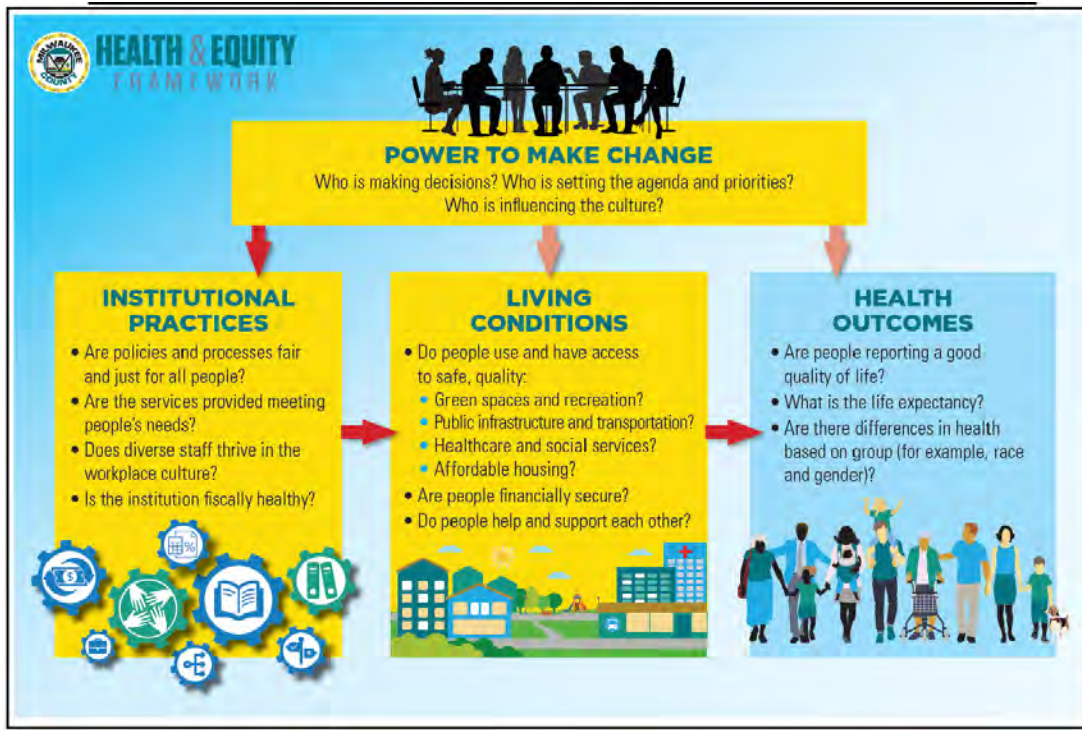 MILWAUKEE
COUNTY
HEALTH & EQUITY
FRAMEWORK
POWER TO MAKE CHANGE
Who is making decisions? Who is setting the agenda and priorities?
Who is influencing the culture?
INSTITUTIONAL
PRACTICES
• Are policies and processes fair
and just for all people?
• Are the services provided meeting
people's needs?
• Does diverse staff thrive in the
workplace culture?
• Is the institution fiscally healthy?
LIVING
CONDITIONS
• Do people use and have access
to safe, quality:
• Green spaces and recreation?
• Public infrastructure and transportation?
• Healthcare and social services?
• Affordable housing?
• Are people financially secure?
• Do people help and support each other?
HEALTH
OUTCOMES
• Are people reporting a good
quality of life?
• What is the life expectancy?
• Are there differences in health
based on group (for example, race
and gender)?